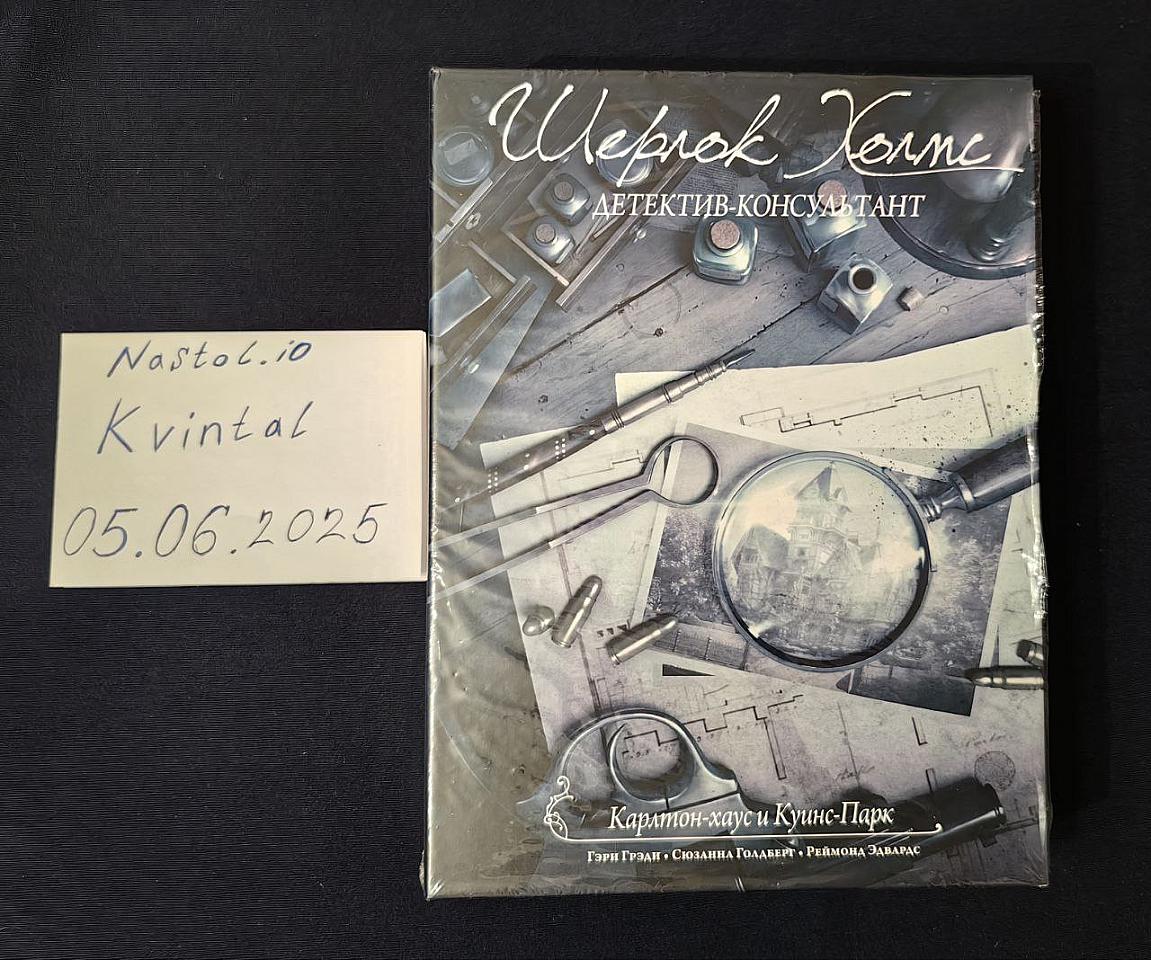 Nastol.io
Kvintal
05.06.2025
Шерлок Холмс
ДЕТЕКТИВ-КОНСУЛЬТАНТ
Карлтон-хаус и Куинс-Парк
Гэри Грэди • Сюзанна Голдберг • Реймонд Эдвардс